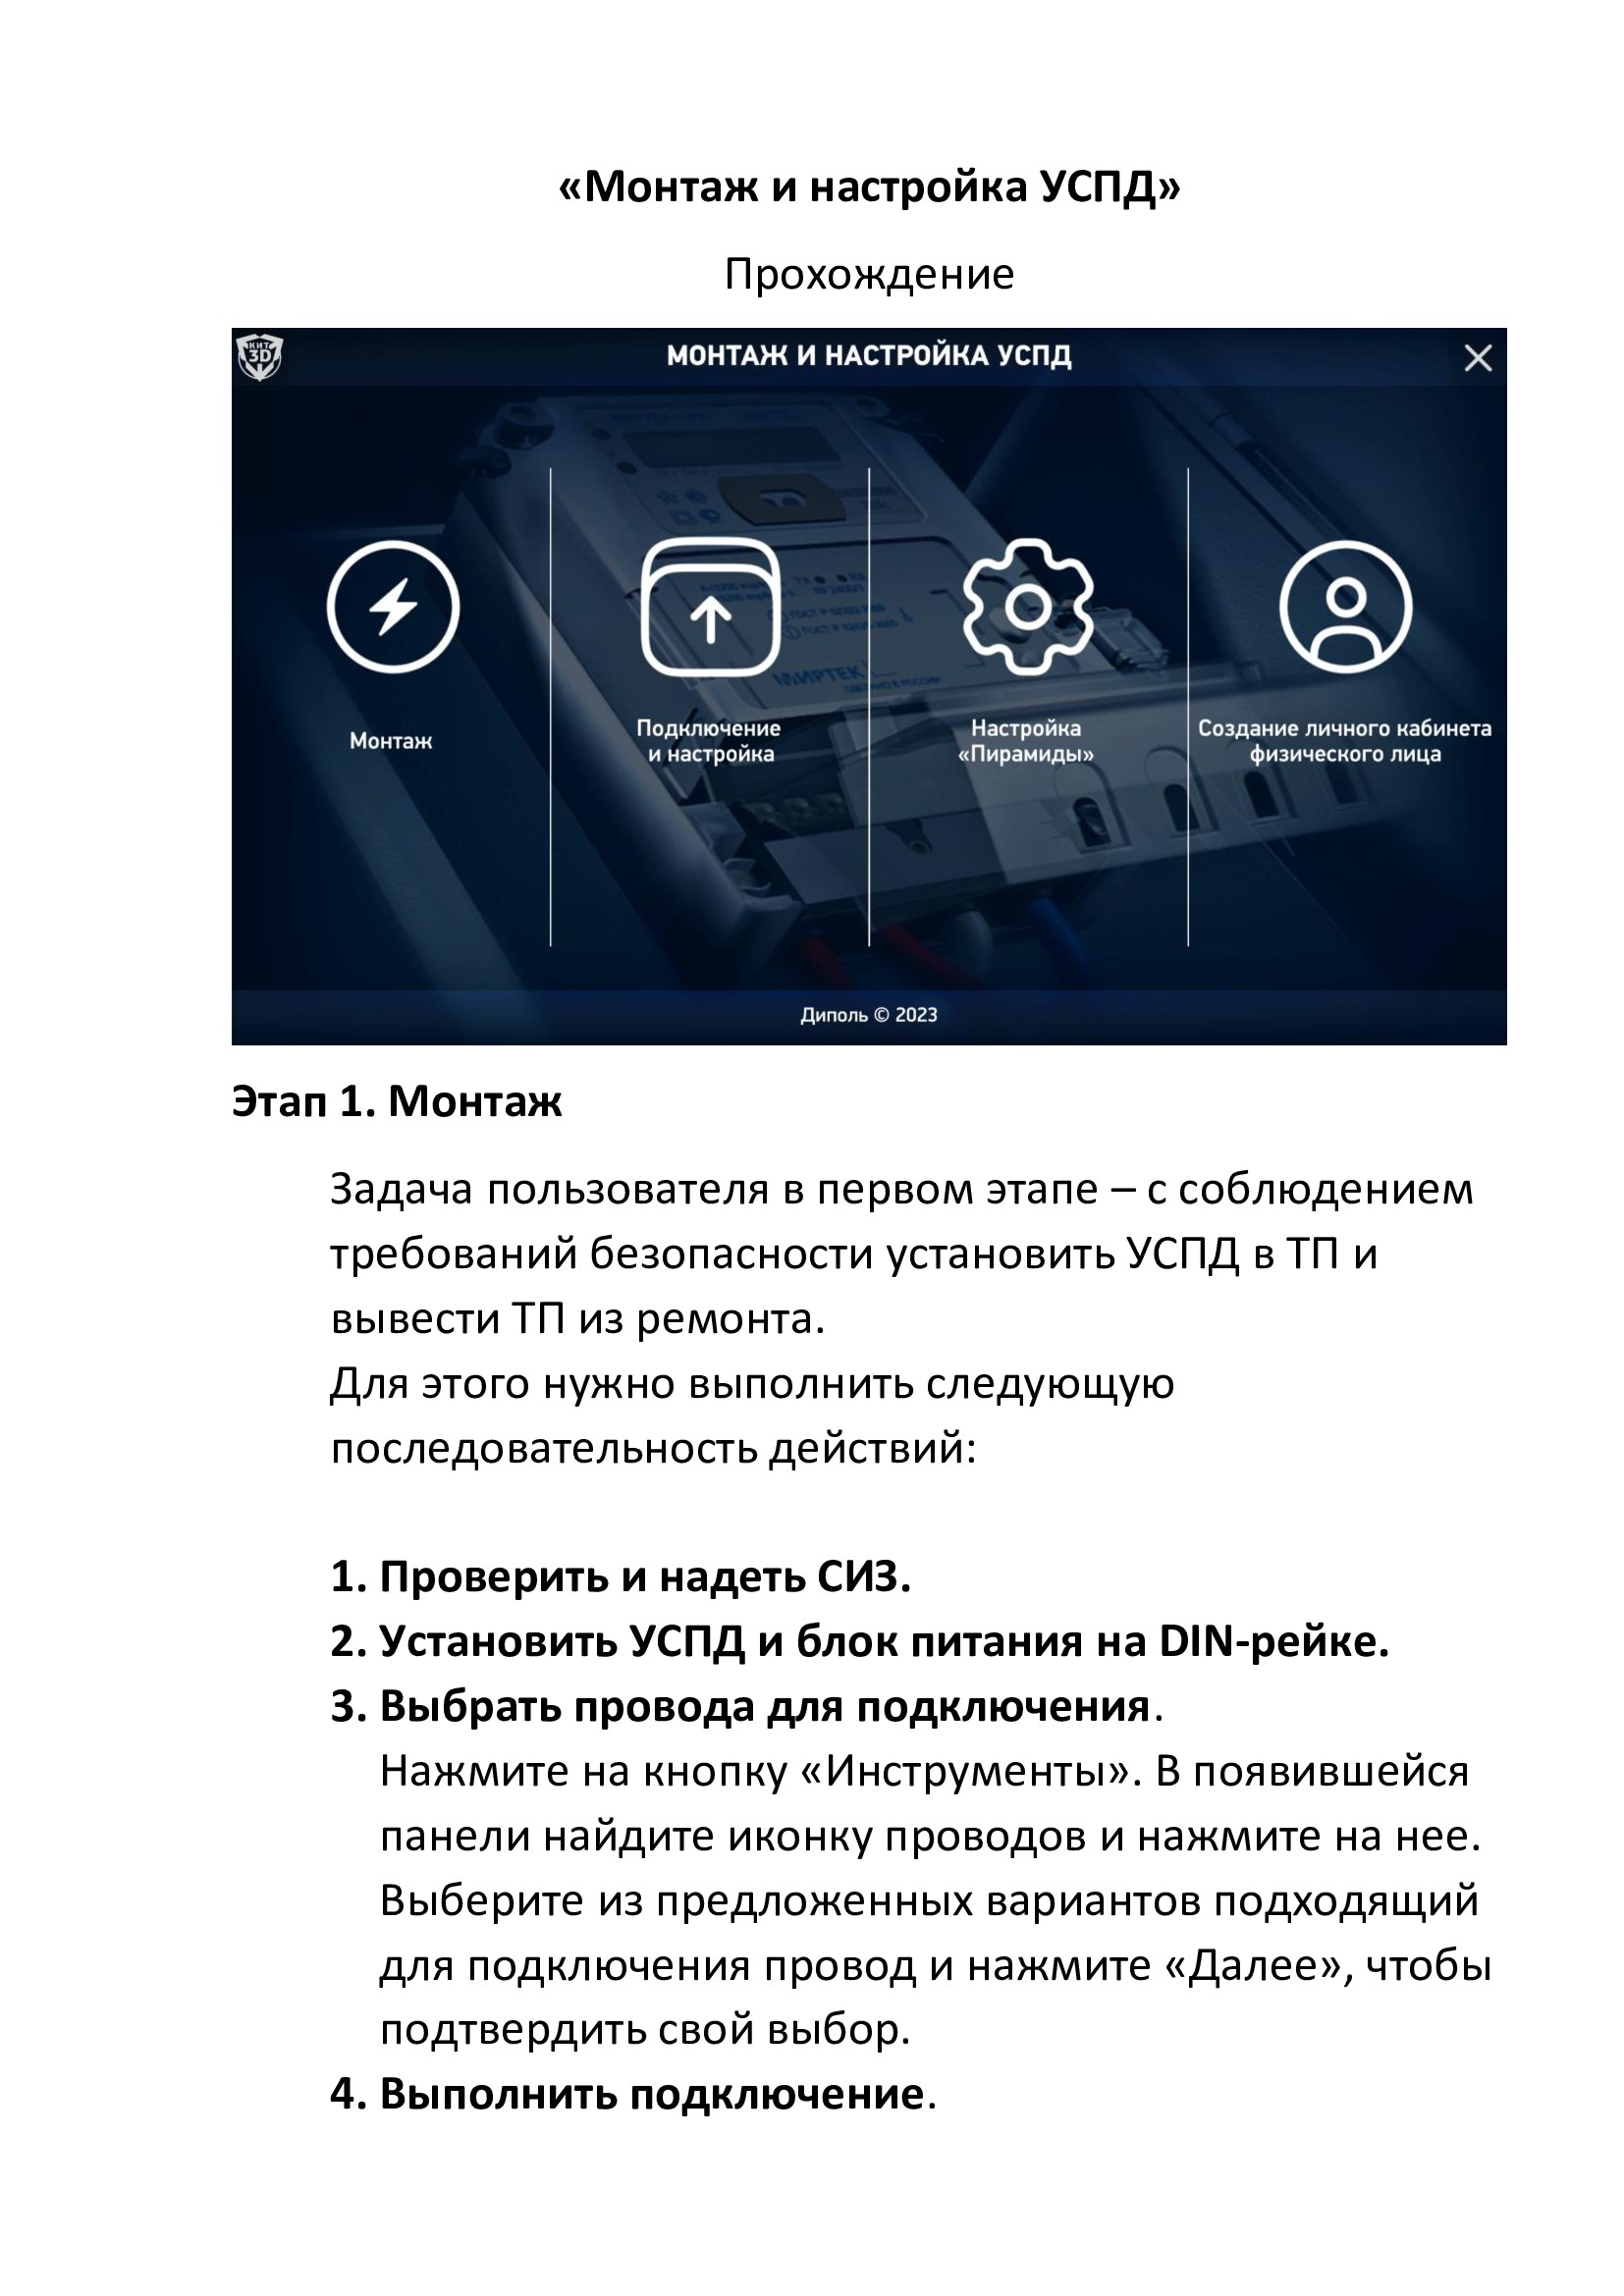 «Монтаж и настройка УСПД»
Прохождение
КИТ
3D
МОНТАЖ И НАСТРОЙКА УСПД
Монтаж
Подключение
и настройка
Настройка
«Пирамиды»
Создание личного кабинета
физического лица
МИРТЕК
Диполь © 2023
Этап 1. Монтаж
Задача пользователя в первом этапе – с соблюдением
требований безопасности установить УСПД в ТП и
вывести ТП из ремонта.
Для этого нужно выполнить следующую
последовательность действий:
1. Проверить и надеть СИЗ.
2. Установить УСПД и блок питания на DIN-рейке.
3. Выбрать провода для подключения.
Нажмите на кнопку «Инструменты». В появившейся
панели найдите иконку проводов и нажмите на нее.
Выберите из предложенных вариантов подходящий
для подключения провод и нажмите «Далее», чтобы
подтвердить свой выбор.
4. Выполнить подключение.